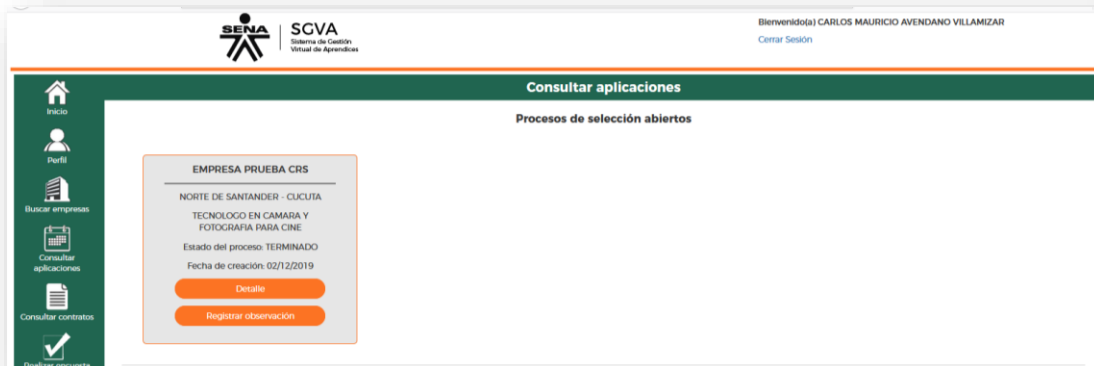 SENA
SGVA
Sistema de Gestión
Virtual de Aprendices
Bienvenido(a) CARLOS MAURICIO AVENDANO VILLAMIZAR
Cerrar Sesión
Consultar aplicaciones
Inicio
Perfil
Buscar empresas
Consultar
aplicaciones
Consultar contratos
Realizar encuesta
Procesos de selección abiertos
EMPRESA PRUEBA CRS
NORTE DE SANTANDER - CUCUTA
TECNOLOGO EN CAMARA Y
FOTOGRAFIA PARA CINE
Estado del proceso: TERMINADO
Fecha de creación: 02/12/2019
Detalle
Registrar observación